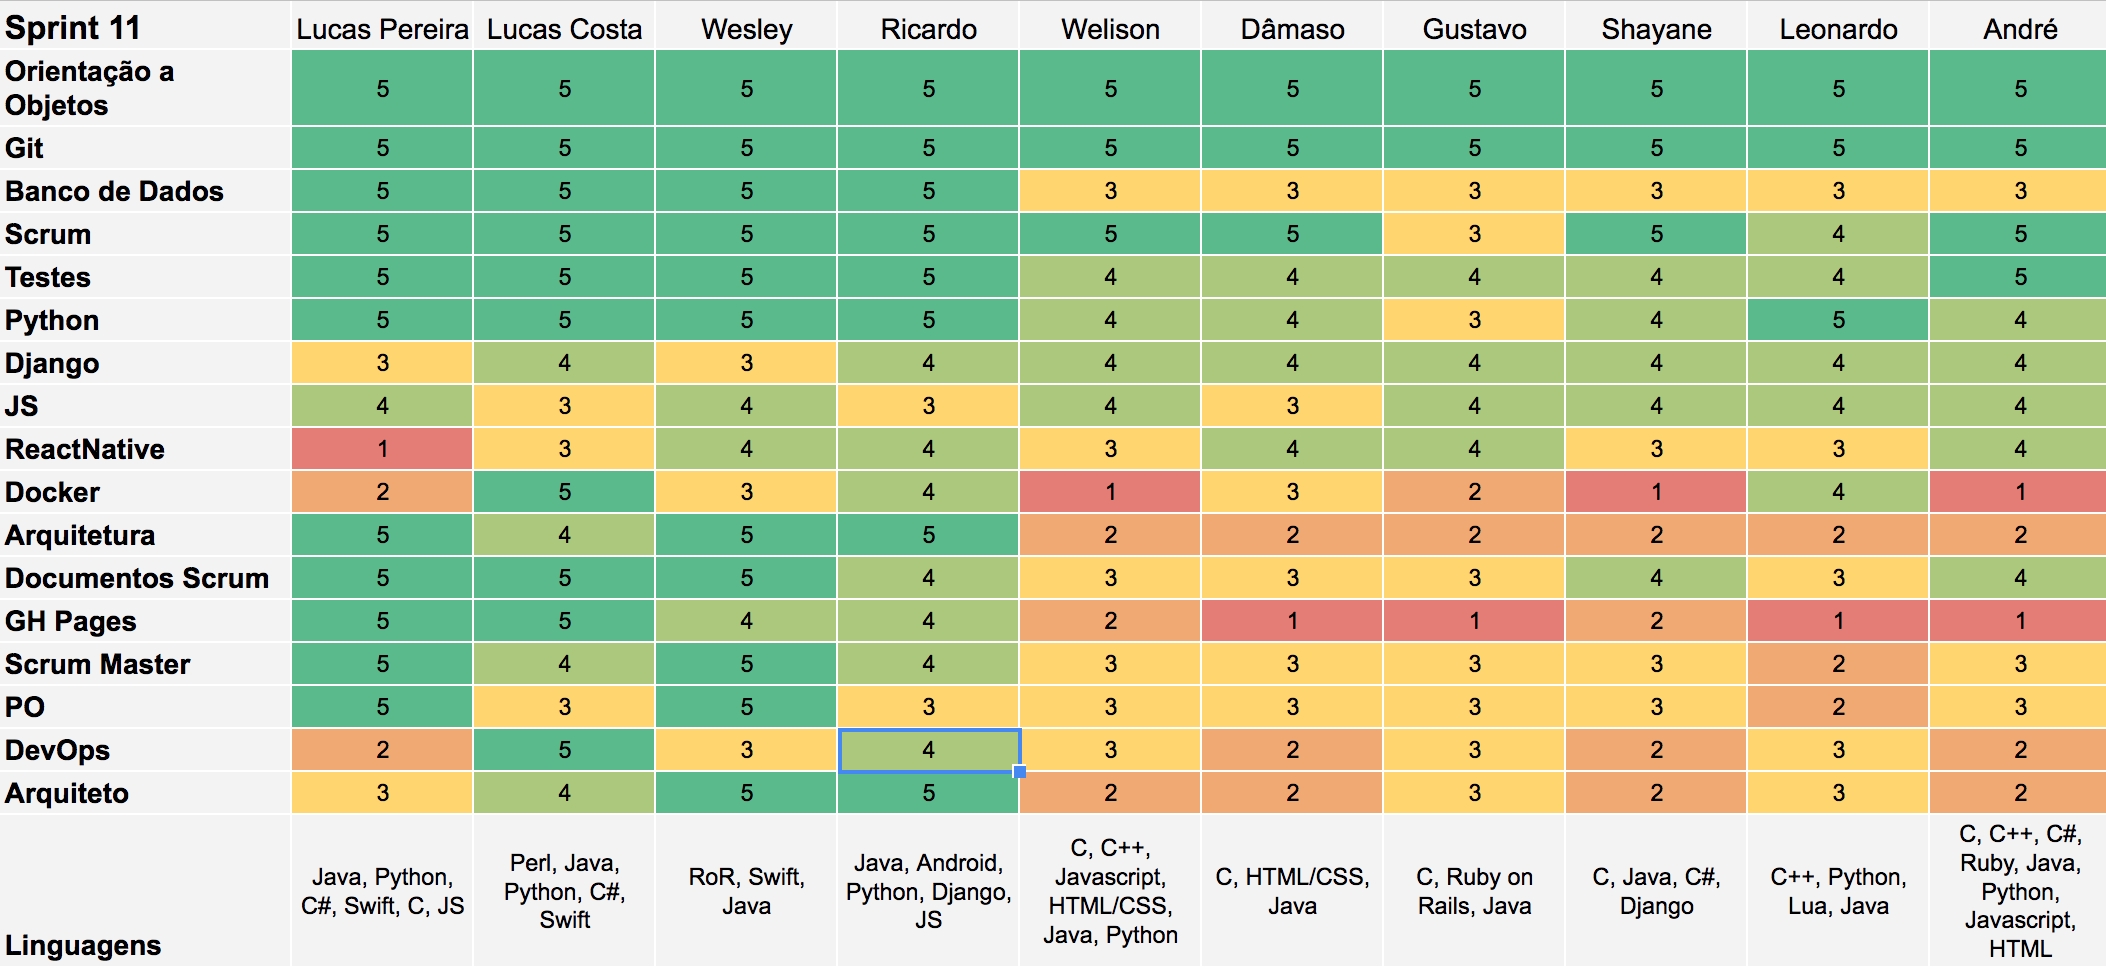 Sprint 11 Lucas Pereira Lucas Costa Wesley Ricardo Welison Dâmaso Gustavo Shayane Leonardo André
Orientação a
Objetos 5 5 5 5 5 5 5 5 5 5
Git 5 5 5 5 5 5 5 5 5 5
Banco de Dados 5 5 5 5 3 3 3 3 3 3
Scrum 5 5 5 5 5 5 3 5 4 5
Testes 5 5 5 5 4 4 4 4 4 5
Python 5 5 5 5 4 4 3 4 5 4
Django 3 4 3 4 4 4 4 4 4 4
JS 4 3 4 3 4 3 4 4 4 4
ReactNative 1 3 4 4 3 4 4 3 3 4
Docker 2 5 3 4 1 3 2 1 4 1
Arquitetura 5 4 5 5 2 2 2 2 2 2
Documentos Scrum 5 5 5 4 3 3 3 4 3 4
GH Pages 5 5 4 4 2 1 1 2 1 1
Scrum Master 5 4 5 4 3 3 3 3 2 3
PO 5 3 5 3 3 3 3 3 2 3
DevOps 2 5 3 4 3 2 3 2 3 2
Arquiteto 3 4 5 5 2 2 3 2 3 2
Linguagens
Java, Python,
C#, Swift, C, JS
Perl, Java,
Python, C#,
Swift
RoR, Swift,
Java
Java, Android,
Python, Django,
JS
C, C++,
Javascript,
HTML/CSS,
Java, Python
C, HTML/CSS,
Java
C, Ruby on
Rails, Java
C, Java, C#,
Django
C++, Python,
Lua, Java
C, C++, C#,
Ruby, Java,
Python,
Javascript,
HTML